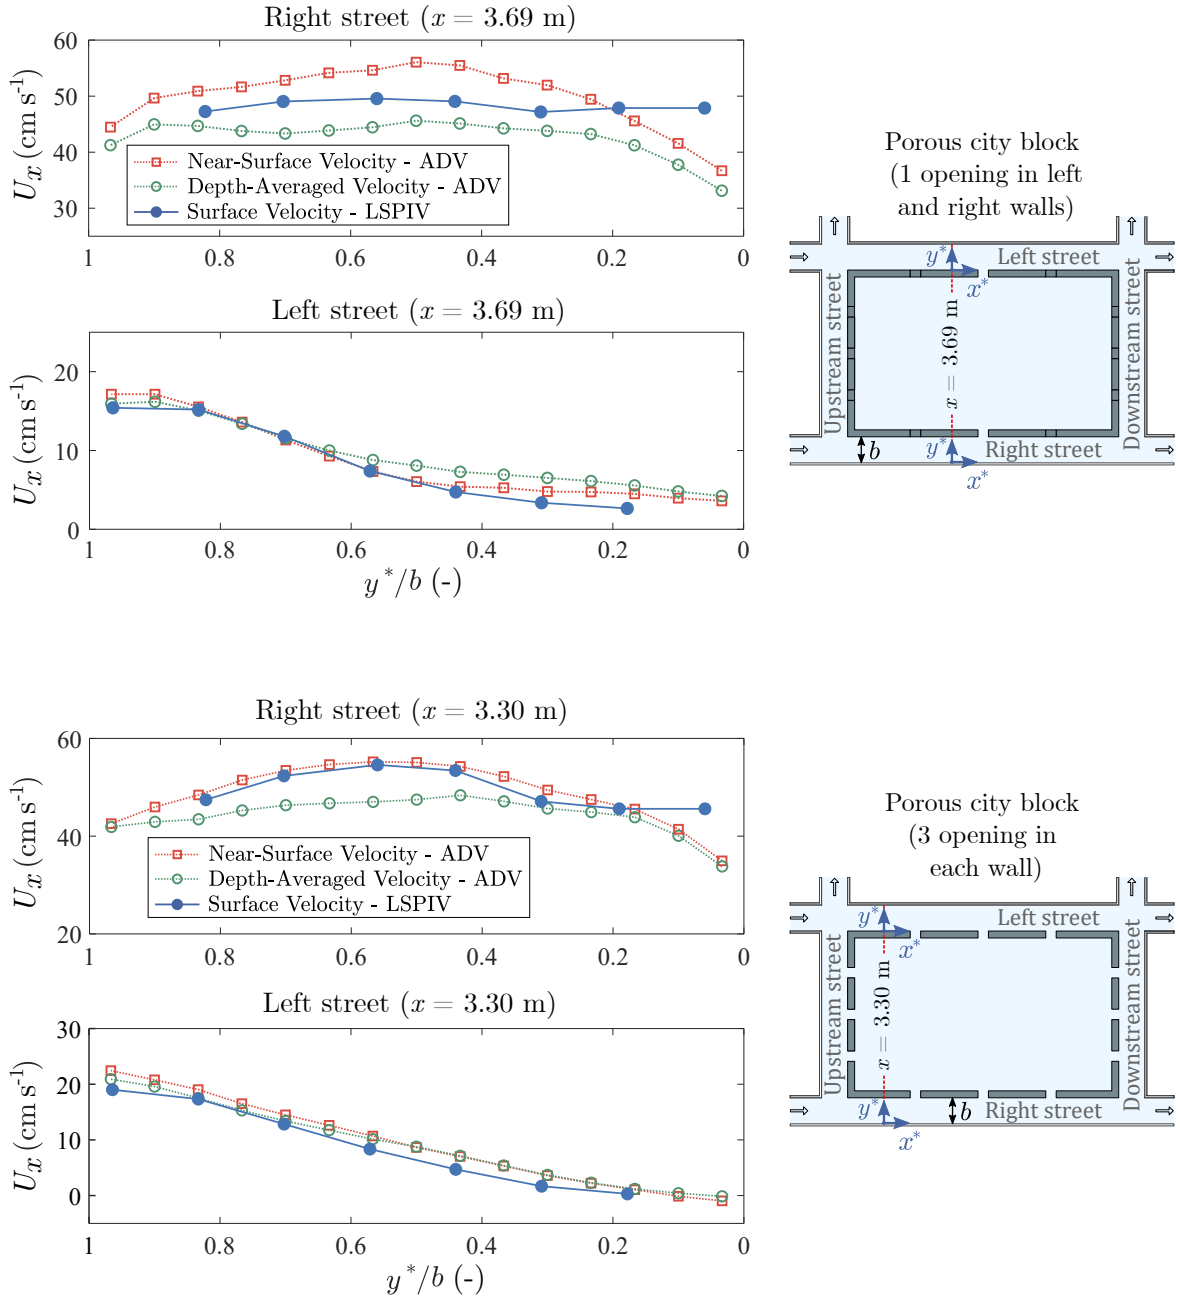 Right street (x = 3.69 m)
60
50
40
30
U_x (cm s⁻¹)
Near-Surface Velocity - ADV
Depth-Averaged Velocity - ADV
Surface Velocity - LSPIV
1 0.8 0.6 0.4 0.2 0
Left street (x = 3.69 m)
20
10
0
U_x (cm s⁻¹)
1 0.8 0.6 0.4 0.2 0
y*/b (-)
Porous city block
(1 opening in left
and right walls)
y*
Left street
x*
Upstream street
x = 3.69 m
Downstream street
b
y*
Right street
x*
Right street (x = 3.30 m)
60
40
20
U_x (cm s⁻¹)
Near-Surface Velocity - ADV
Depth-Averaged Velocity - ADV
Surface Velocity - LSPIV
1 0.8 0.6 0.4 0.2 0
Left street (x = 3.30 m)
30
20
10
0
U_x (cm s⁻¹)
1 0.8 0.6 0.4 0.2 0
y*/b (-)
Porous city block
(3 opening in
each wall)
y*
Left street
x*
Upstream street
x = 3.30 m
Downstream street
y*
b
Right street
x*